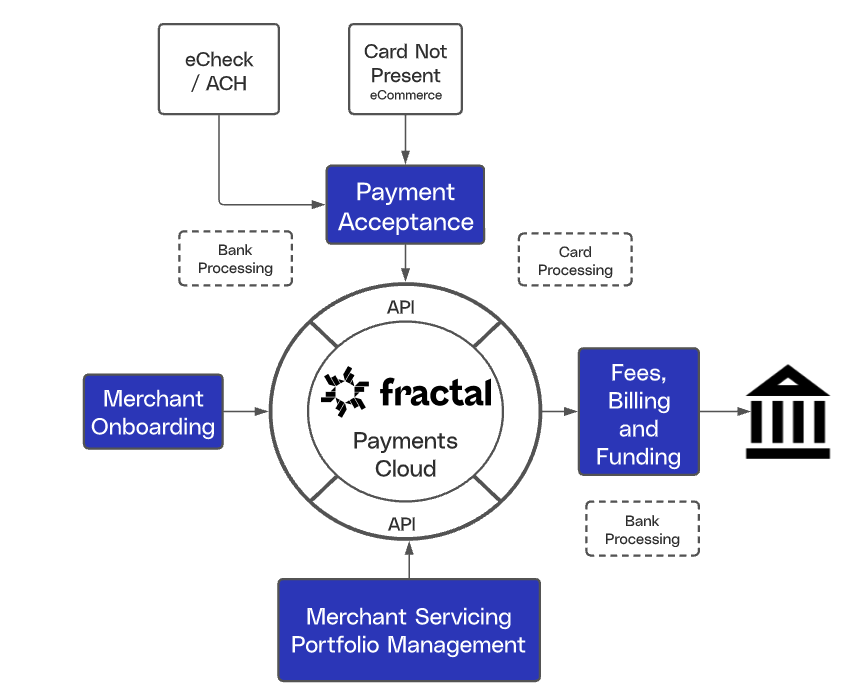 eCheck
/ ACH
Card Not
Present
eCommerce
Payment
Acceptance
Bank
Processing
Card
Processing
API
Merchant
Onboarding
fractal
Payments
Cloud
Fees,
Billing
and
Funding
API
Bank
Processing
Merchant Servicing
Portfolio Management